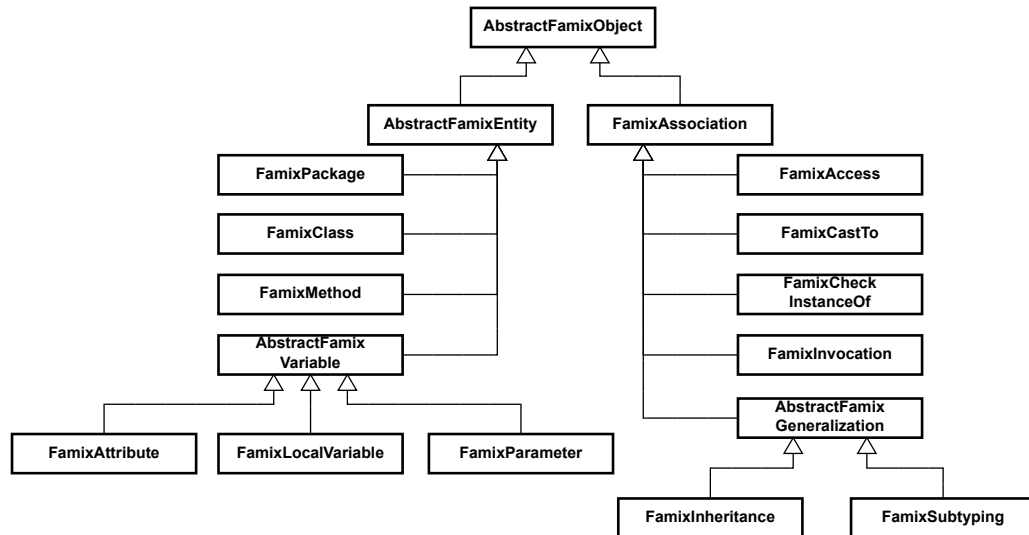 AbstractFamixObject
AbstractFamixEntity
FamixAssociation
FamixPackage
FamixAccess
FamixClass
FamixCastTo
FamixMethod
FamixCheck
InstanceOf
AbstractFamix
Variable
FamixInvocation
AbstractFamix
Generalization
FamixAttribute
FamixLocalVariable
FamixParameter
FamixInheritance
FamixSubtyping